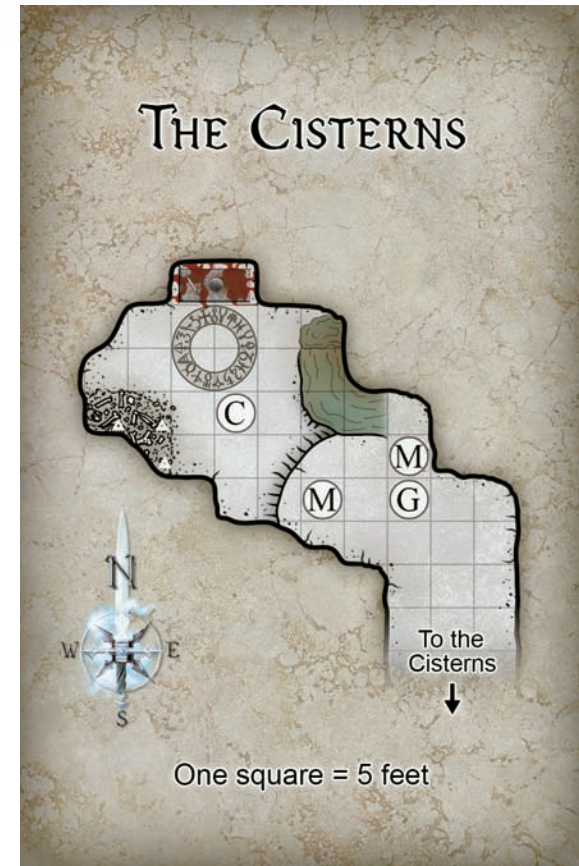 THE CISTERNS
C
M
M
G
N
W
E
S
To the
Cisterns
One square = 5 feet